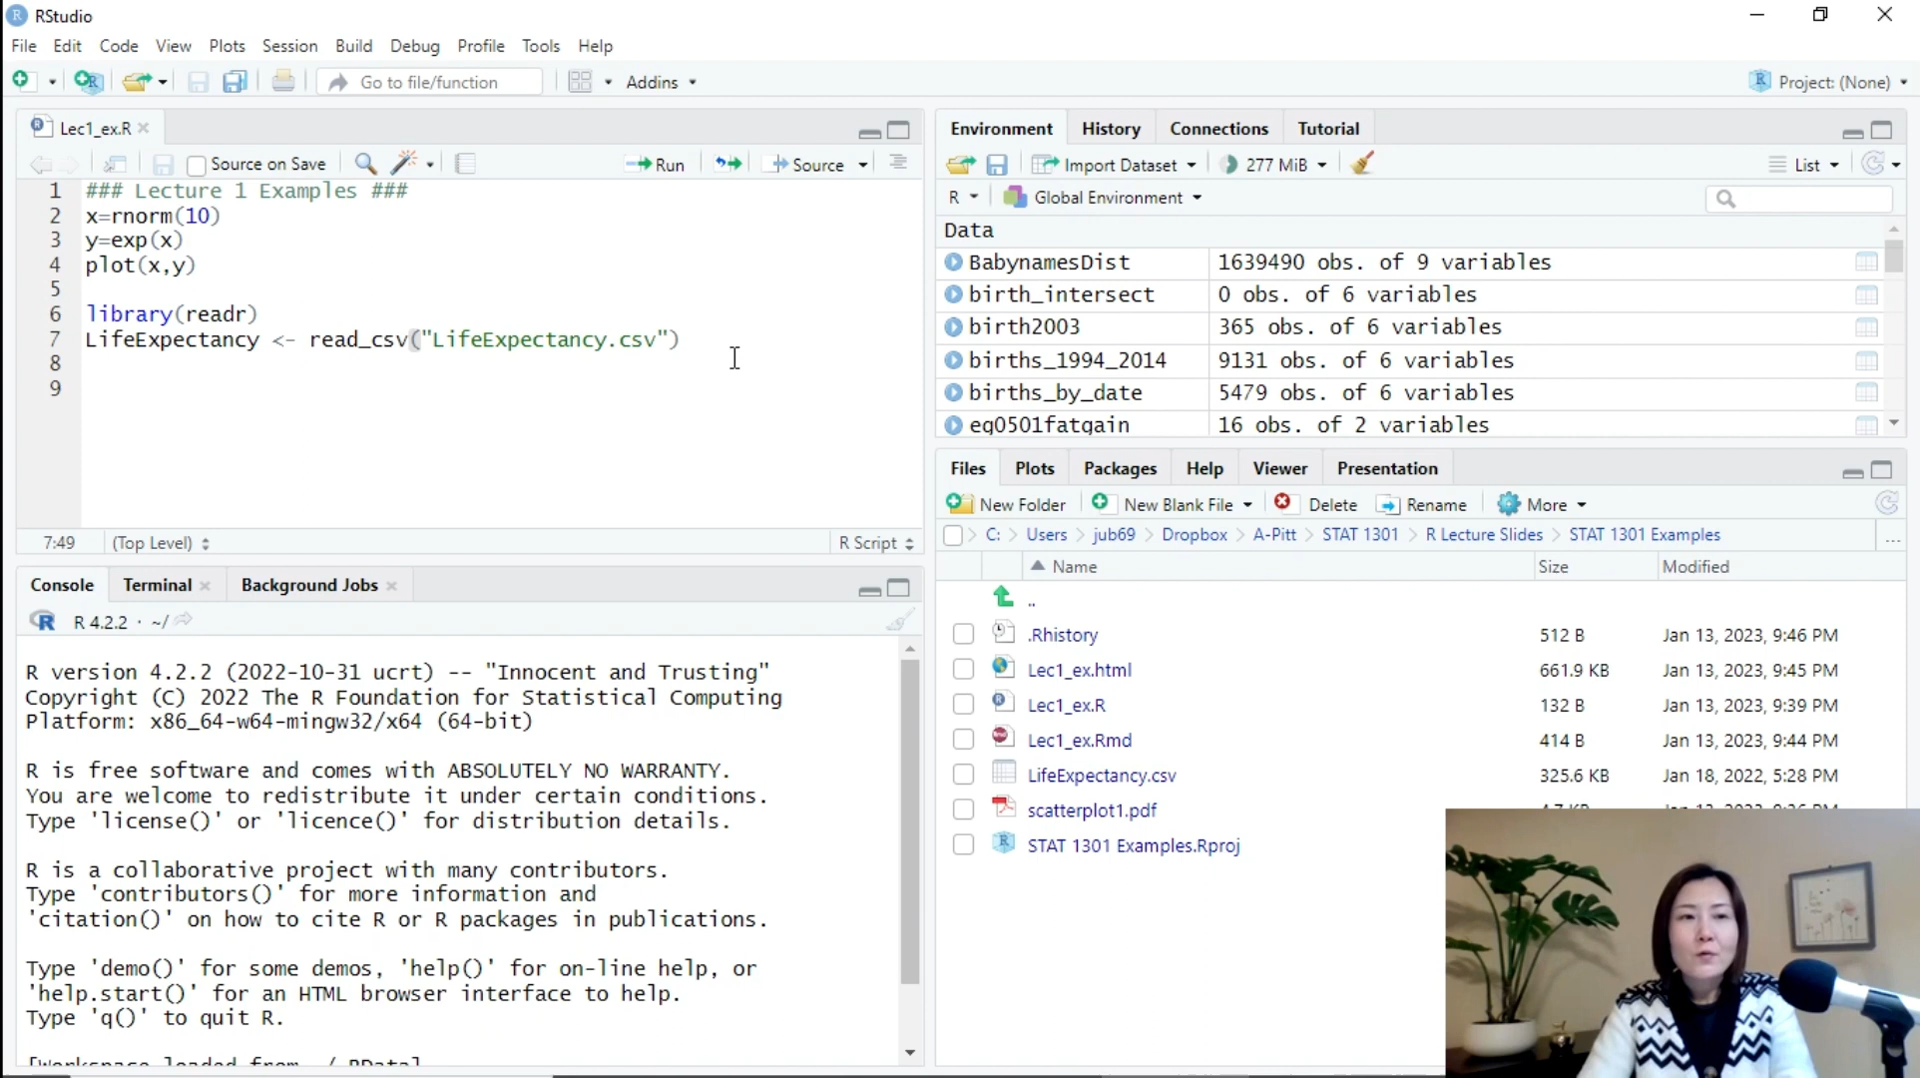 RStudio
File Edit Code View Plots Session Build Debug Profile Tools Help
Go to file/function Addins Project: (None)
Lec1_ex.R
Source on Save Run Source
1 ### Lecture 1 Examples ###
2 x=rnorm(10)
3 y=exp(x)
4 plot(x,y)
5
6 library(readr)
7 LifeExpectancy <- read_csv("LifeExpectancy.csv")
8
9
7:49 (Top Level) R Script
Console Terminal Background Jobs
R 4.2.2 · ~/
R version 4.2.2 (2022-10-31 ucrt) -- "Innocent and Trusting"
Copyright (C) 2022 The R Foundation for Statistical Computing
Platform: x86_64-w64-mingw32/x64 (64-bit)
R is free software and comes with ABSOLUTELY NO WARRANTY.
You are welcome to redistribute it under certain conditions.
Type 'license()' or 'licence()' for distribution details.
R is a collaborative project with many contributors.
Type 'contributors()' for more information and
'citation()' on how to cite R or R packages in publications.
Type 'demo()' for some demos, 'help()' for on-line help, or
'help.start()' for an HTML browser interface to help.
Type 'q()' to quit R.
[Workspace loaded from ~/.RData]
Environment History Connections Tutorial
Import Dataset 277 MiB List
R Global Environment
Data
BabynamesDist 1639490 obs. of 9 variables
birth_intersect 0 obs. of 6 variables
birth2003 365 obs. of 6 variables
births_1994_2014 9131 obs. of 6 variables
births_by_date 5479 obs. of 6 variables
eg0501fatgain 16 obs. of 2 variables
Files Plots Packages Help Viewer Presentation
New Folder New Blank File Delete Rename More
C: > Users > jub69 > Dropbox > A-Pitt > STAT 1301 > R Lecture Slides > STAT 1301 Examples ...
Name Size Modified
..
.Rhistory 512 B Jan 13, 2023, 9:46 PM
Lec1_ex.html 661.9 KB Jan 13, 2023, 9:45 PM
Lec1_ex.R 132 B Jan 13, 2023, 9:39 PM
Lec1_ex.Rmd 414 B Jan 13, 2023, 9:44 PM
LifeExpectancy.csv 325.6 KB Jan 18, 2022, 5:28 PM
scatterplot1.pdf
STAT 1301 Examples.Rproj